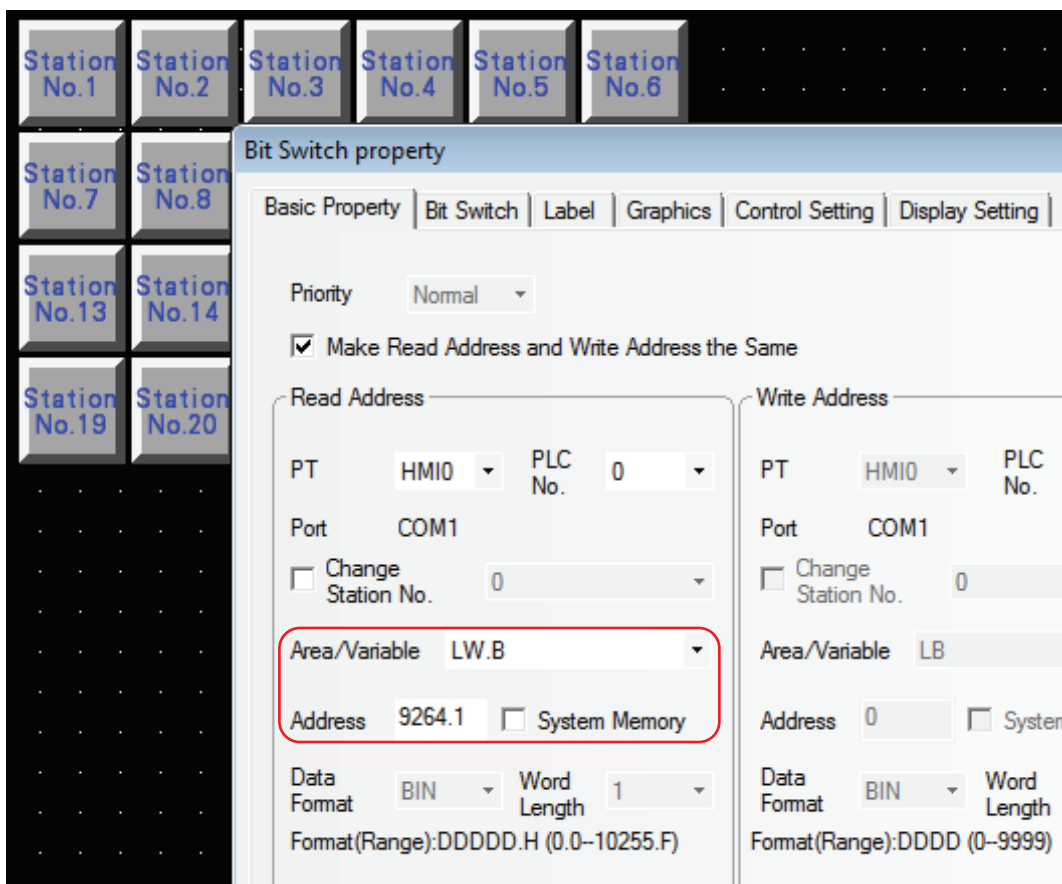 Station No.1
Station No.2
Station No.3
Station No.4
Station No.5
Station No.6
Station No.7
Station No.8
Station No.13
Station No.14
Station No.19
Station No.20
Bit Switch property
Basic Property Bit Switch Label Graphics Control Setting Display Setting
Priority Normal
Make Read Address and Write Address the Same
Read Address
PT HMI0 PLC No. 0
Port COM1
Change Station No. 0
Area/Variable LW.B
Address 9264.1 System Memory
Data Format BIN Word Length 1
Format(Range):DDDDD.H (0.0--10255.F)
Write Address
PT HMI0 PLC No.
Port COM1
Change Station No. 0
Area/Variable LB
Address 0 System
Data Format BIN Word Length
Format(Range):DDDD (0--9999)